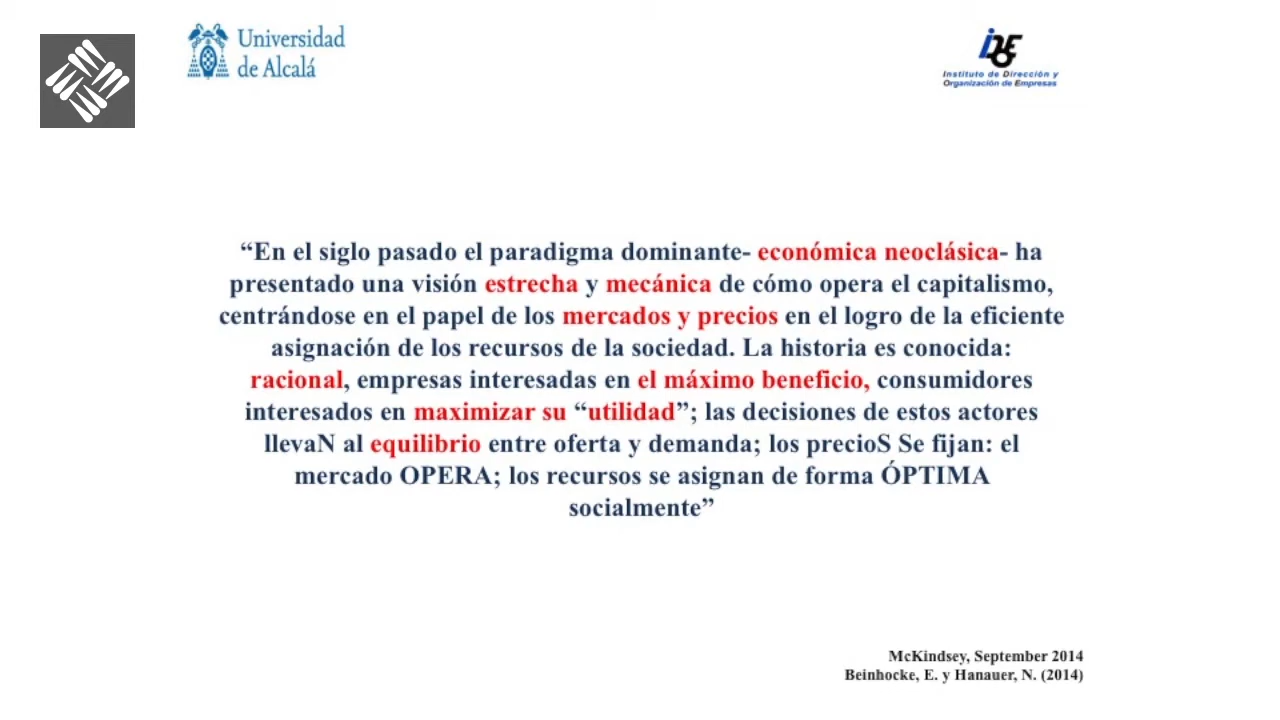 Universidad
de Alcalá
IDOE
Instituto de Dirección y
Organización de Empresas
“En el siglo pasado el paradigma dominante- económica neoclásica- ha
presentado una visión estrecha y mecánica de cómo opera el capitalismo,
centrándose en el papel de los mercados y precios en el logro de la eficiente
asignación de los recursos de la sociedad. La historia es conocida:
racional, empresas interesadas en el máximo beneficio, consumidores
interesados en maximizar su “utilidad”; las decisiones de estos actores
llevaN al equilibrio entre oferta y demanda; los precioS Se fijan: el
mercado OPERA; los recursos se asignan de forma ÓPTIMA
socialmente”
McKindsey, September 2014
Beinhocke, E. y Hanauer, N. (2014)